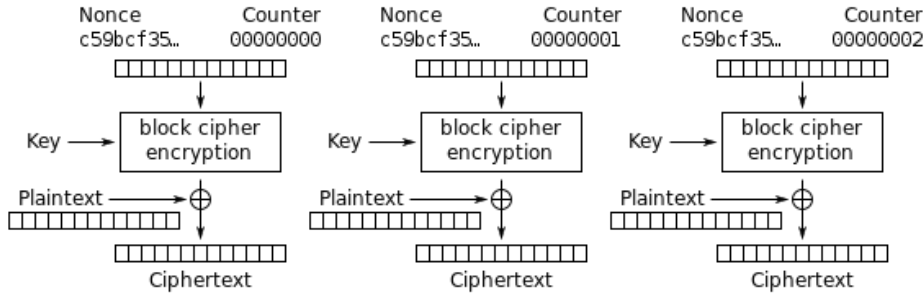 Nonce Counter Nonce Counter Nonce Counter
c59bcf35… 00000000 c59bcf35… 00000001 c59bcf35… 00000002
Key block cipher encryption Key block cipher encryption Key block cipher encryption
Plaintext Plaintext Plaintext
Ciphertext Ciphertext Ciphertext